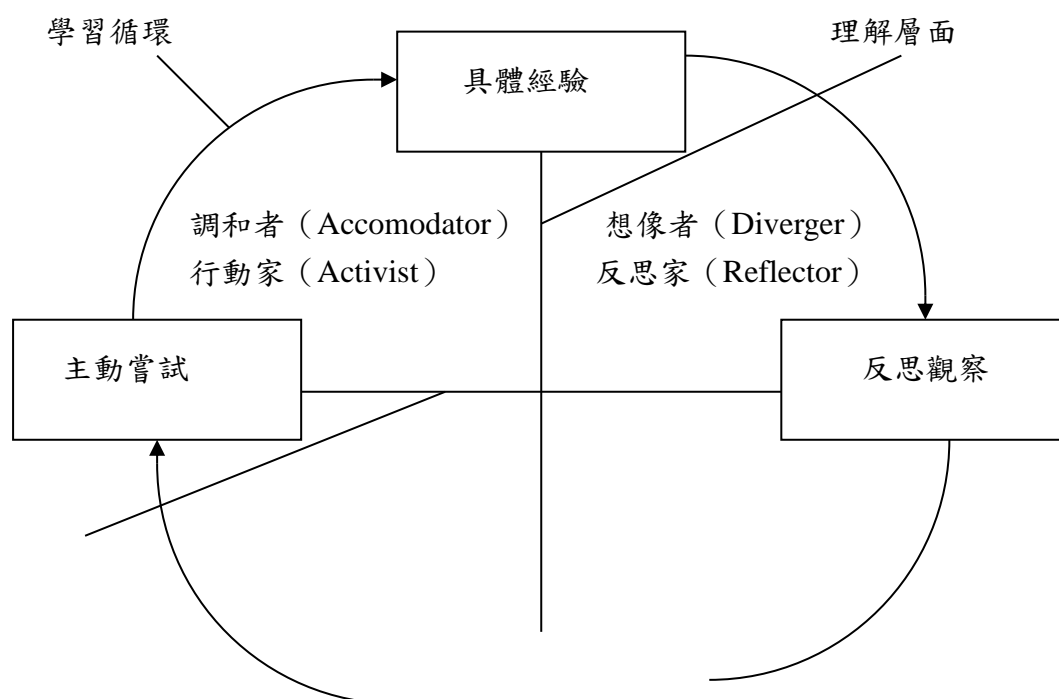 學習循環
理解層面
具體經驗
調和者（Accomodator）
行動家（Activist）
想像者（Diverger）
反思家（Reflector）
主動嘗試
反思觀察